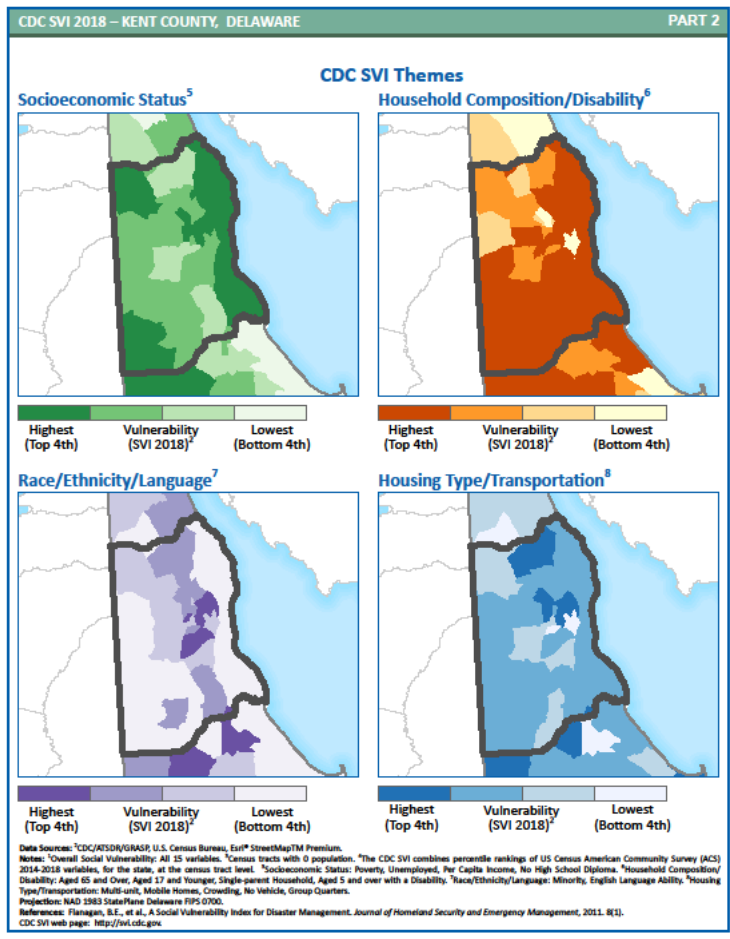 CDC SVI 2018 – KENT COUNTY, DELAWARE PART 2
CDC SVI Themes
Socioeconomic Status5
Household Composition/Disability6
Highest
(Top 4th)
Vulnerability
(SVI 2018)2
Lowest
(Bottom 4th)
Highest
(Top 4th)
Vulnerability
(SVI 2018)2
Lowest
(Bottom 4th)
Race/Ethnicity/Language7
Housing Type/Transportation8
Highest
(Top 4th)
Vulnerability
(SVI 2018)2
Lowest
(Bottom 4th)
Highest
(Top 4th)
Vulnerability
(SVI 2018)2
Lowest
(Bottom 4th)
Data Sources: 2CDC/ATSDR/GRASP, U.S. Census Bureau, Esri® StreetMapTM Premium.
Notes: 1Overall Social Vulnerability: All 15 variables. 3Census tracts with 0 population. 4The CDC SVI combines percentile rankings of US Census American Community Survey (ACS)
2014-2018 variables, for the state, at the census tract level. 5Socioeconomic Status: Poverty, Unemployed, Per Capita Income, No High School Diploma. 6Household Composition/
Disability: Aged 65 and Over, Aged 17 and Younger, Single-parent Household, Aged 5 and over with a Disability. 7Race/Ethnicity/Language: Minority, English Language Ability. 8Housing
Type/Transportation: Multi-unit, Mobile Homes, Crowding, No Vehicle, Group Quarters.
Projection: NAD 1983 StatePlane Delaware FIPS 0700.
References: Flanagan, B.E., et al., A Social Vulnerability Index for Disaster Management. Journal of Homeland Security and Emergency Management, 2011. 8(1).
CDC SVI web page: http://svi.cdc.gov.